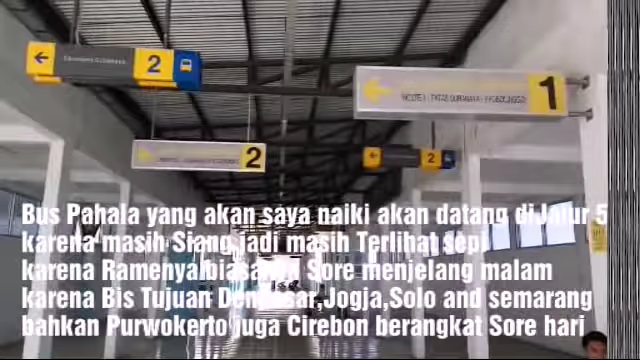 2
1
2
2
Bus Pahala yang akan saya naiki akan datang diJalur 5
karena masih Siang,jadi masih Terlihat sepi
karena Ramenya biasanya Sore menjelang malam
karena Bis Tujuan Denpasar,Jogja,Solo and semarang
bahkan Purwokerto juga Cirebon berangkat Sore hari